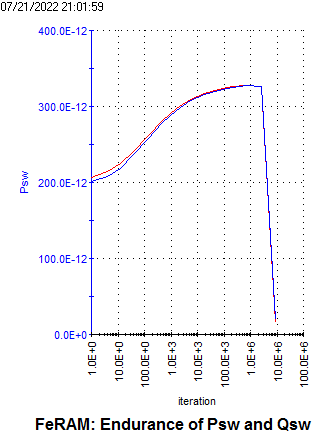 07/21/2022 21:01:59
400.0E-12
300.0E-12
200.0E-12
100.0E-12
0.0E+0
Psw
1.0E+0
10.0E+0
100.0E+0
1.0E+3
10.0E+3
100.0E+3
1.0E+6
10.0E+6
100.0E+6
iteration
FeRAM: Endurance of Psw and Qsw